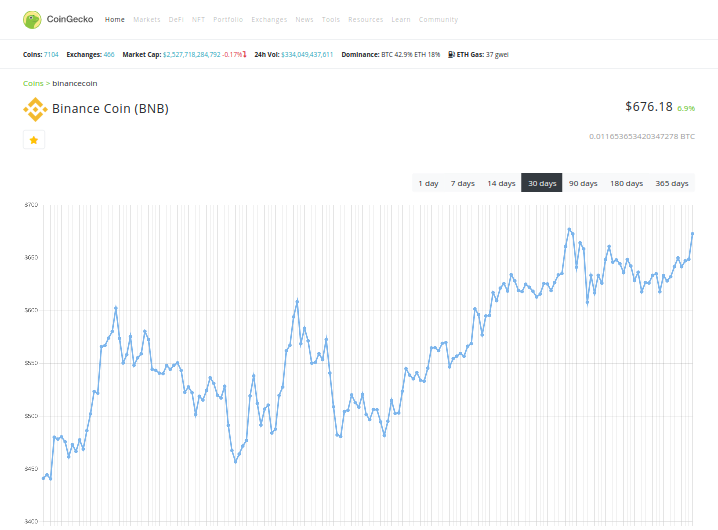 CoinGecko Home Markets DeFi NFT Portfolio Exchanges News Tools Resources Learn Community
Coins: 7104 Exchanges: 466 Market Cap: $2,527,718,284,792 -0.17% 24h Vol: $334,049,437,611 Dominance: BTC 42.9% ETH 18% ETH Gas: 37 gwei
Coins > binancecoin
Binance Coin (BNB)
$676.18 6.9%
0.011653653420347278 BTC
1 day 7 days 14 days 30 days 90 days 180 days 365 days
$700
$650
$600
$550
$500
$450
$400